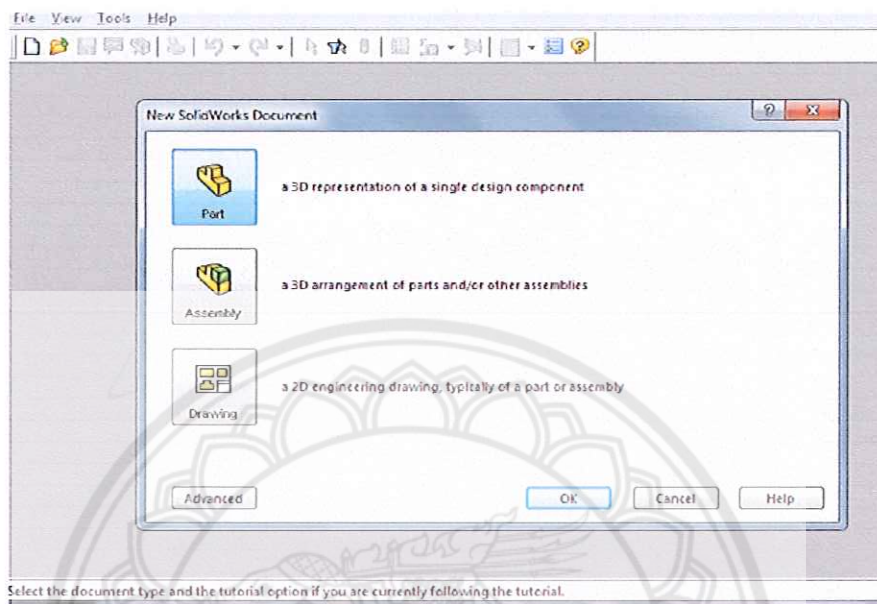 File View Tools Help
New SolidWorks Document
Part
a 3D representation of a single design component
Assembly
a 3D arrangement of parts and/or other assemblies
Drawing
a 2D engineering drawing, typically of a part or assembly
Advanced OK Cancel Help
Select the document type and the tutorial option if you are currently following the tutorial.